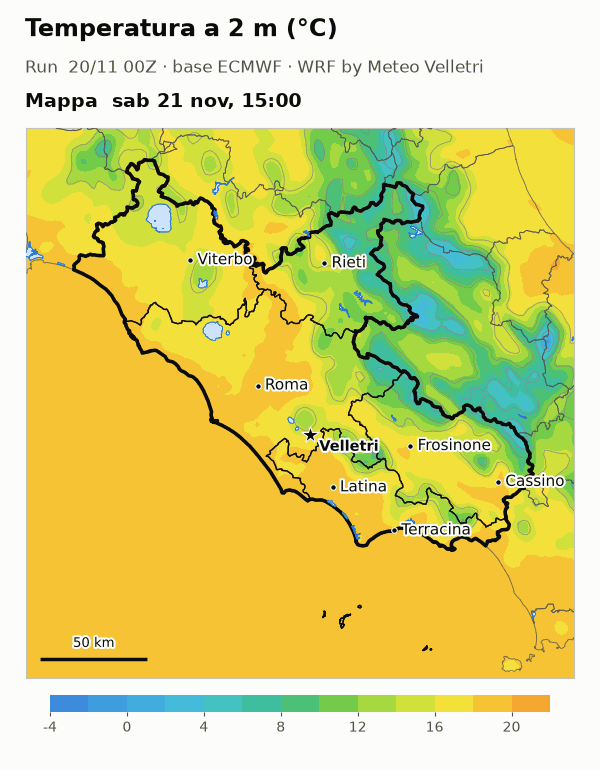 Temperatura a 2 m (°C)
Run  20/11 00Z · base ECMWF · WRF by Meteo Velletri
Mappa  sab 21 nov, 15:00
Viterbo
Rieti
Roma
Velletri
Frosinone
Latina
Cassino
Terracina
50 km
-4 0 4 8 12 16 20